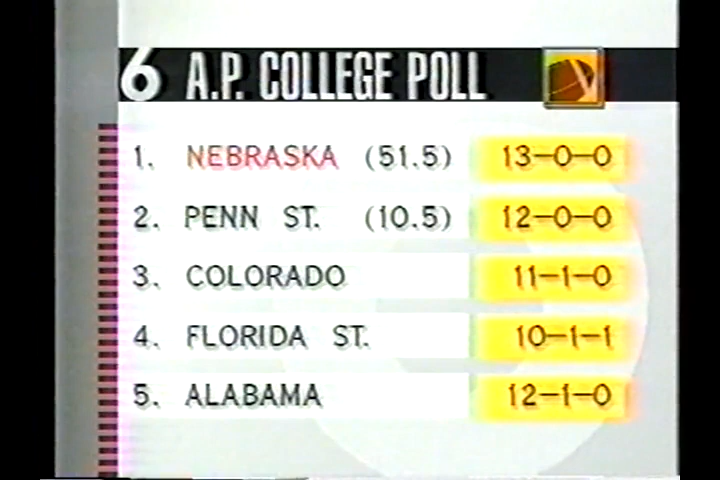 6 A.P. COLLEGE POLL
1. NEBRASKA (51.5) 13-0-0
2. PENN ST. (10.5) 12-0-0
3. COLORADO 11-1-0
4. FLORIDA ST. 10-1-1
5. ALABAMA 12-1-0